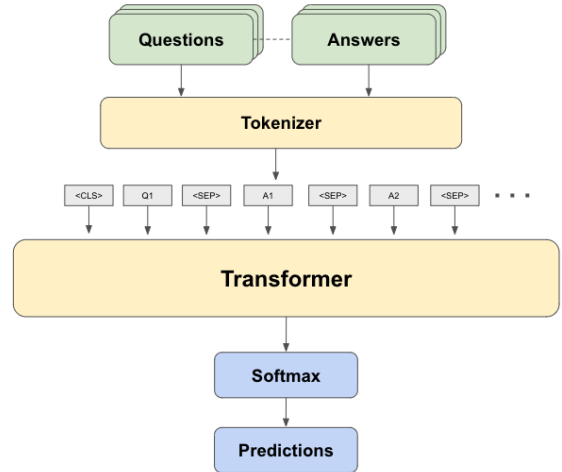 Questions Answers
Tokenizer
<CLS> Q1 <SEP> A1 <SEP> A2 <SEP> . . .
Transformer
Softmax
Predictions